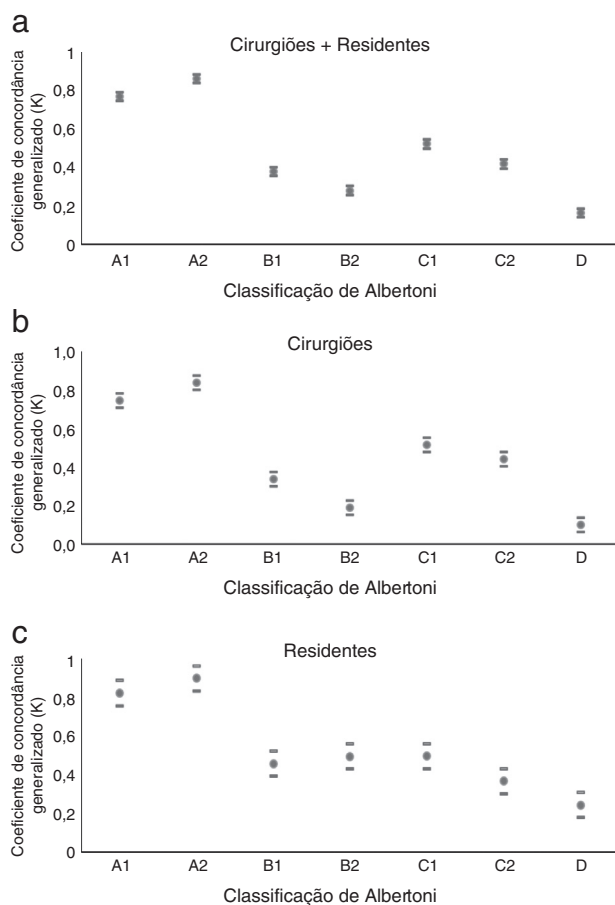 a
Cirurgiões + Residentes
Coeficiente de concordância
generalizado (K)
1
0,8
0,6
0,4
0,2
0
A1 A2 B1 B2 C1 C2 D
Classificação de Albertoni
b
Cirurgiões
Coeficiente de concordância
generalizado (K)
1,0
0,8
0,6
0,4
0,2
0,0
A1 A2 B1 B2 C1 C2 D
Classificação de Albertoni
c
Residentes
Coeficiente de concordância
generalizado (K)
1
0,8
0,6
0,4
0,2
0
A1 A2 B1 B2 C1 C2 D
Classificação de Albertoni